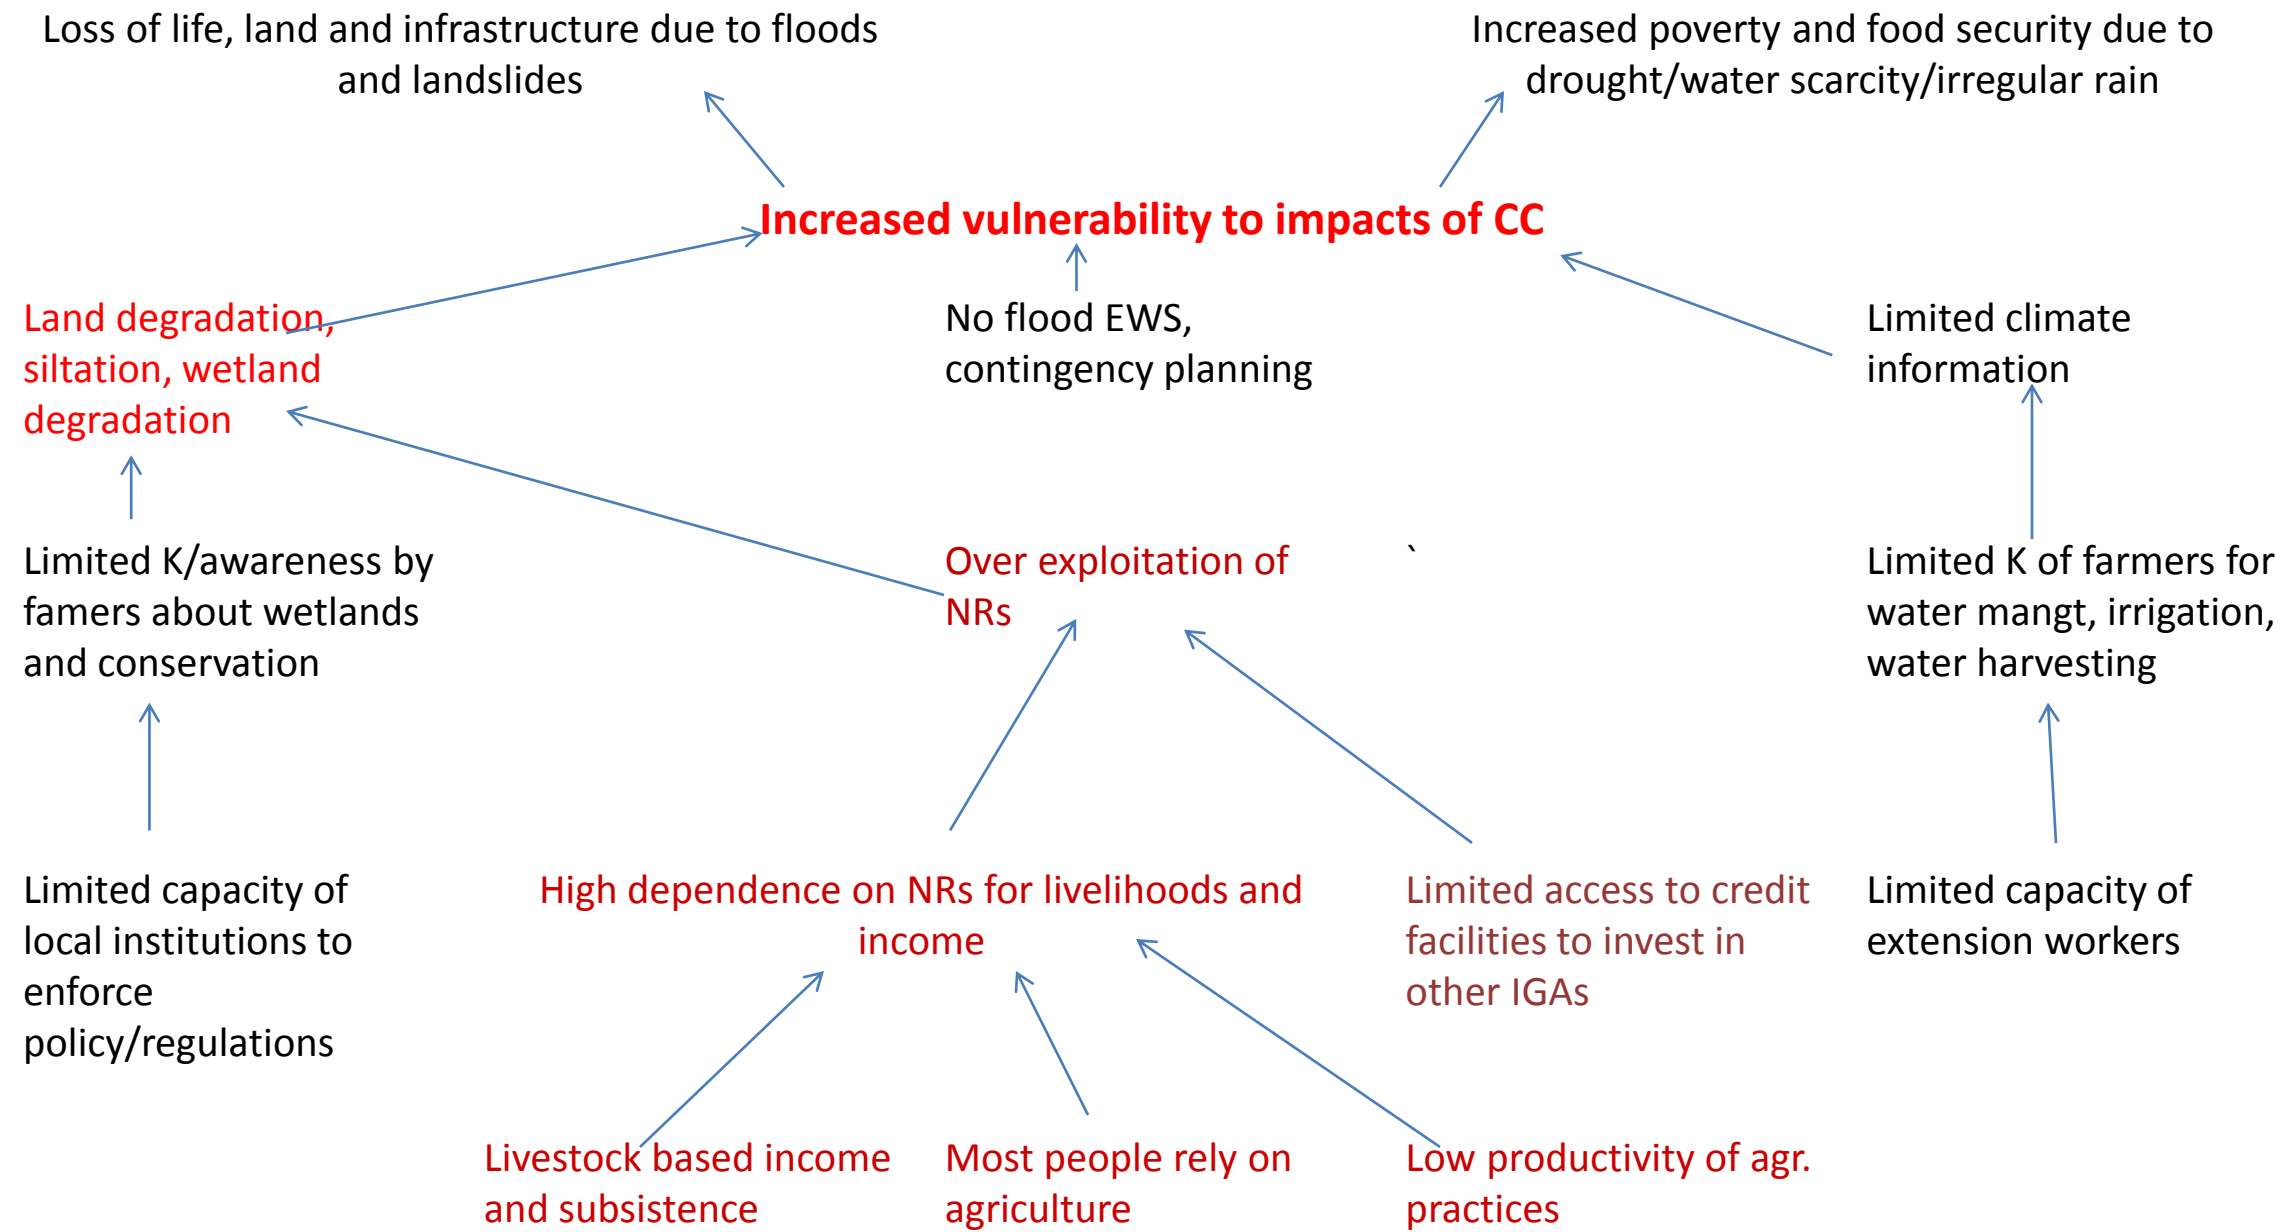 Loss of life, land and infrastructure due to floods
and landslides
Increased poverty and food security due to
drought/water scarcity/irregular rain
Increased vulnerability to impacts of CC
Land degradation,
siltation, wetland
degradation
No flood EWS,
contingency planning
Limited climate
information
Limited K/awareness by
famers about wetlands
and conservation
Over exploitation of
NRs
`
Limited K of farmers for
water mangt, irrigation,
water harvesting
Limited capacity of
local institutions to
enforce
policy/regulations
High dependence on NRs for livelihoods and
income
Limited access to credit
facilities to invest in
other IGAs
Limited capacity of
extension workers
Livestock based income
and subsistence
Most people rely on
agriculture
Low productivity of agr.
practices